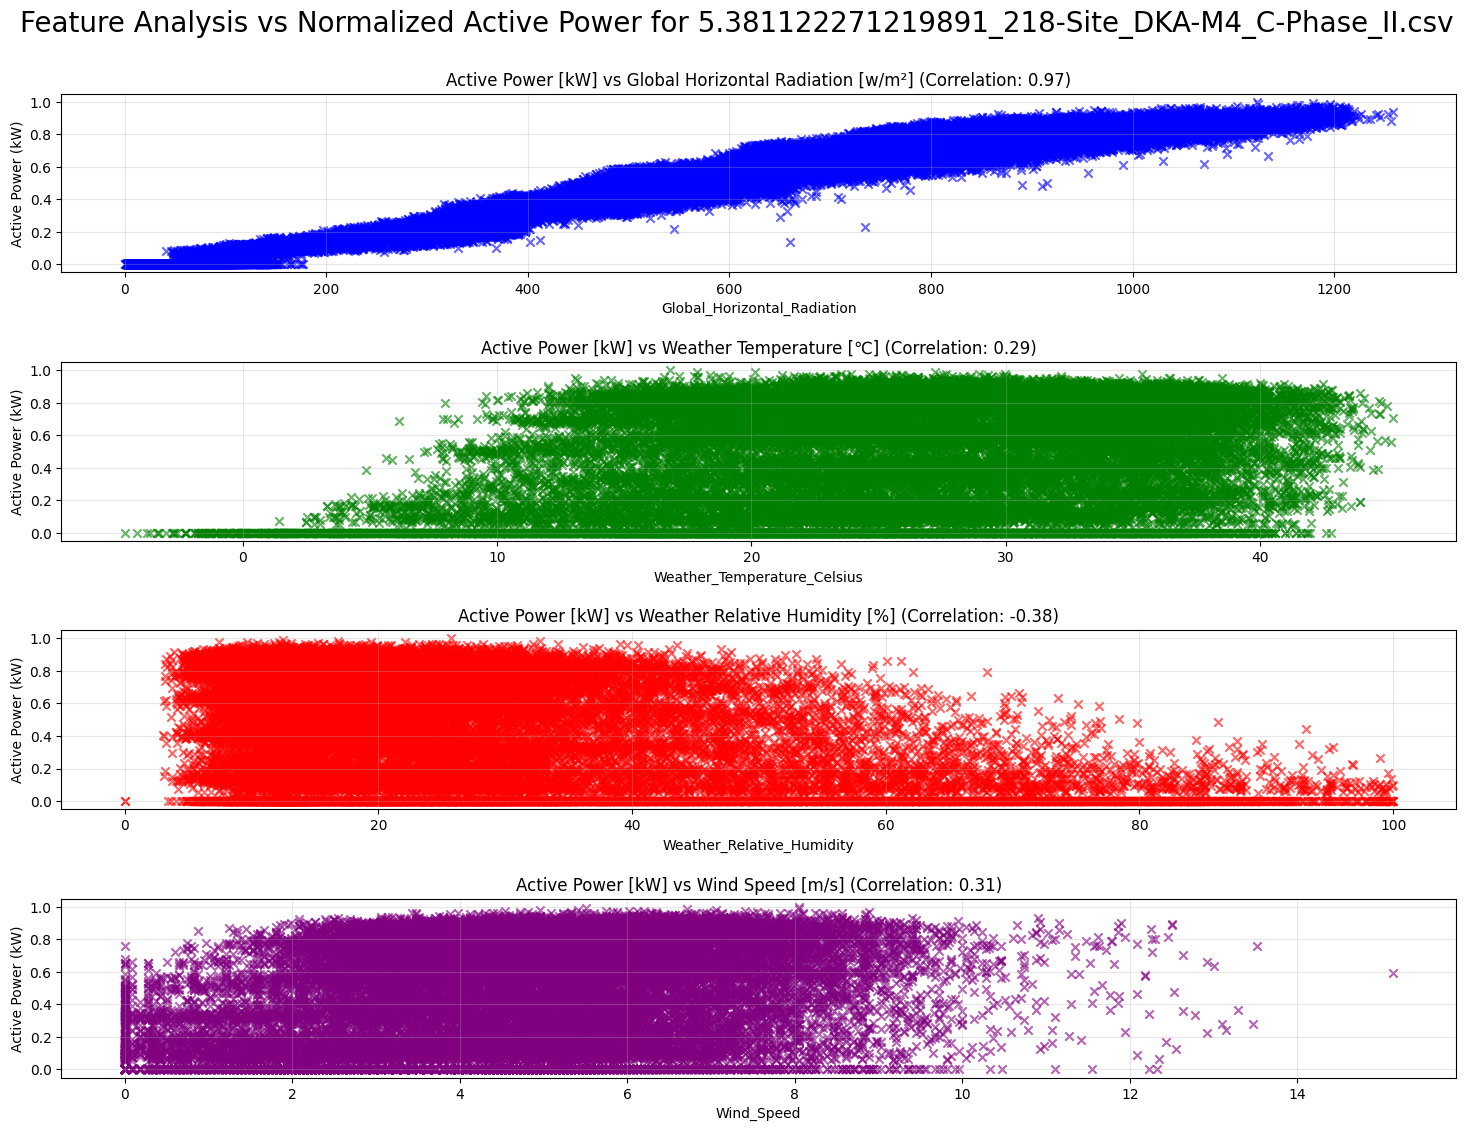 Feature Analysis vs Normalized Active Power for 5.381122271219891_218-Site_DKA-M4_C-Phase_II.csv
Active Power [kW] vs Global Horizontal Radiation [w/m²] (Correlation: 0.97)
Active Power (kW)
1.0
0.8
0.6
0.4
0.2
0.0
0 200 400 600 800 1000 1200
Global_Horizontal_Radiation
Active Power [kW] vs Weather Temperature [℃] (Correlation: 0.29)
Active Power (kW)
1.0
0.8
0.6
0.4
0.2
0.0
0 10 20 30 40
Weather_Temperature_Celsius
Active Power [kW] vs Weather Relative Humidity [%] (Correlation: -0.38)
Active Power (kW)
1.0
0.8
0.6
0.4
0.2
0.0
0 20 40 60 80 100
Weather_Relative_Humidity
Active Power [kW] vs Wind Speed [m/s] (Correlation: 0.31)
Active Power (kW)
1.0
0.8
0.6
0.4
0.2
0.0
0 2 4 6 8 10 12 14
Wind_Speed